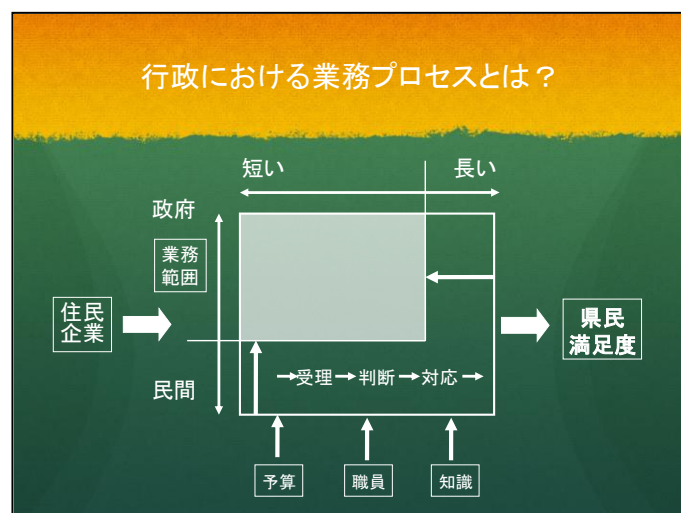 行政における業務プロセスとは？
短い
長い
政府
業務
範囲
住民
企業
県民
満足度
民間
受理
判断
対応
予算
職員
知識